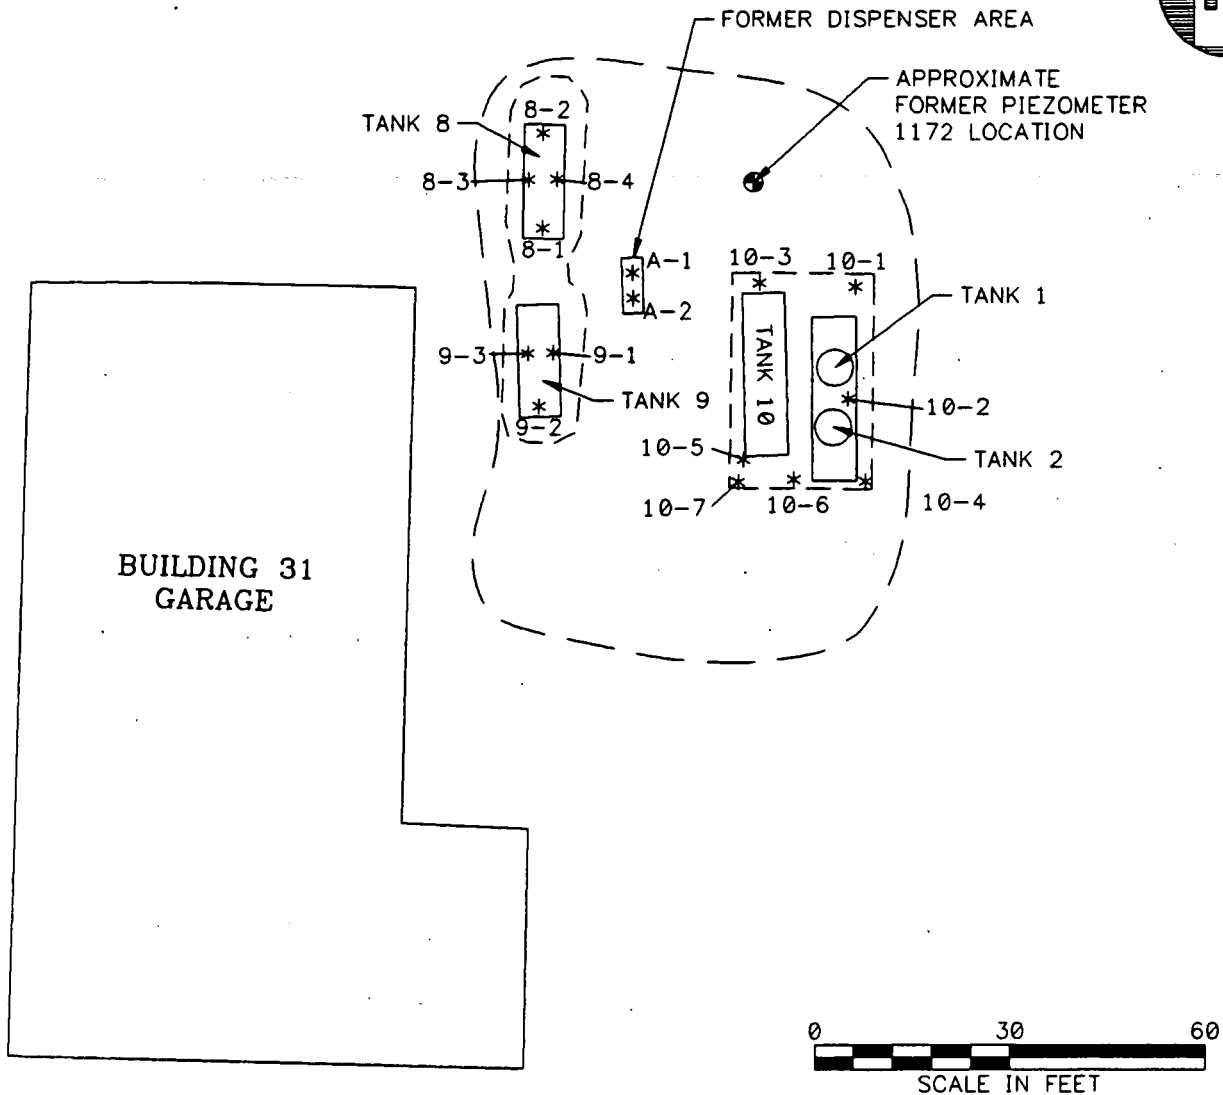 FORMER DISPENSER AREA
APPROXIMATE
FORMER PIEZOMETER
1172 LOCATION
TANK 8
8-2
8-3
8-4
8-1
A-1
A-2
10-3
10-1
TANK 1
TANK 10
9-3
9-1
TANK 9
9-2
10-2
10-5
TANK 2
10-7
10-6
10-4
BUILDING 31
GARAGE
0 30 60
SCALE IN FEET